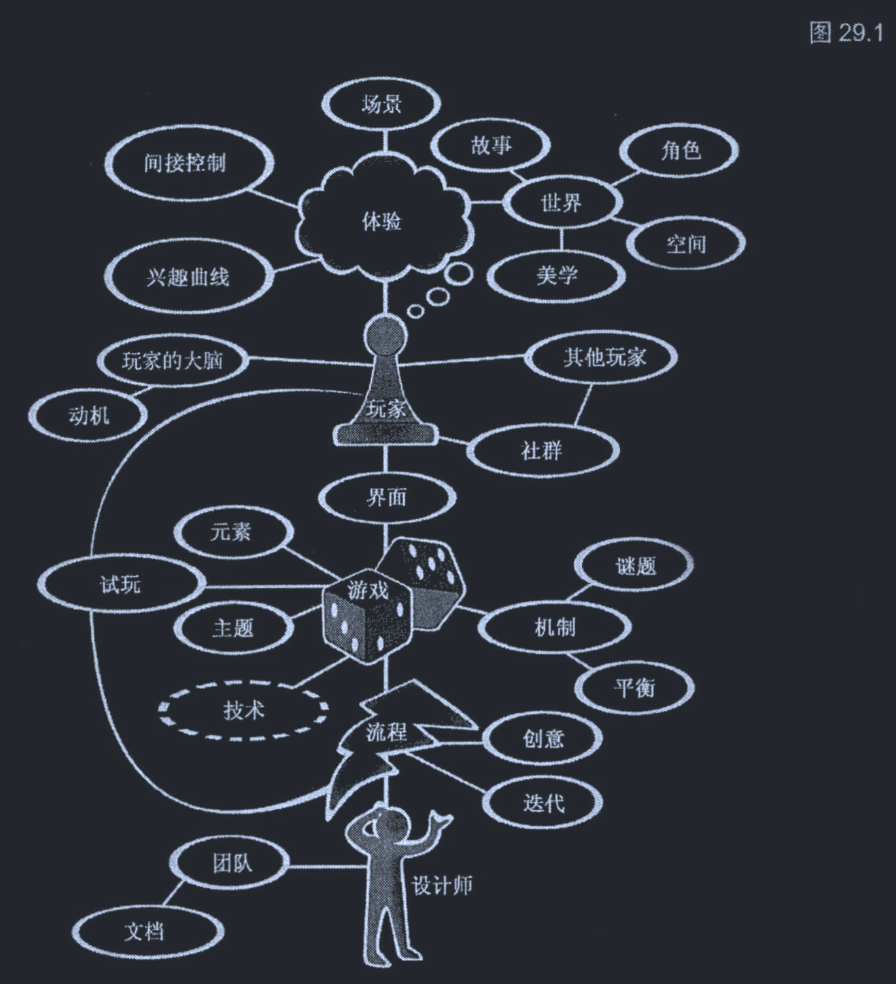 图 29.1
场景
故事
角色
间接控制
体验
世界
空间
兴趣曲线
美学
玩家的大脑
其他玩家
动机
玩家
社群
界面
元素
谜题
试玩
游戏
主题
机制
平衡
技术
流程
创意
迭代
团队
设计师
文档